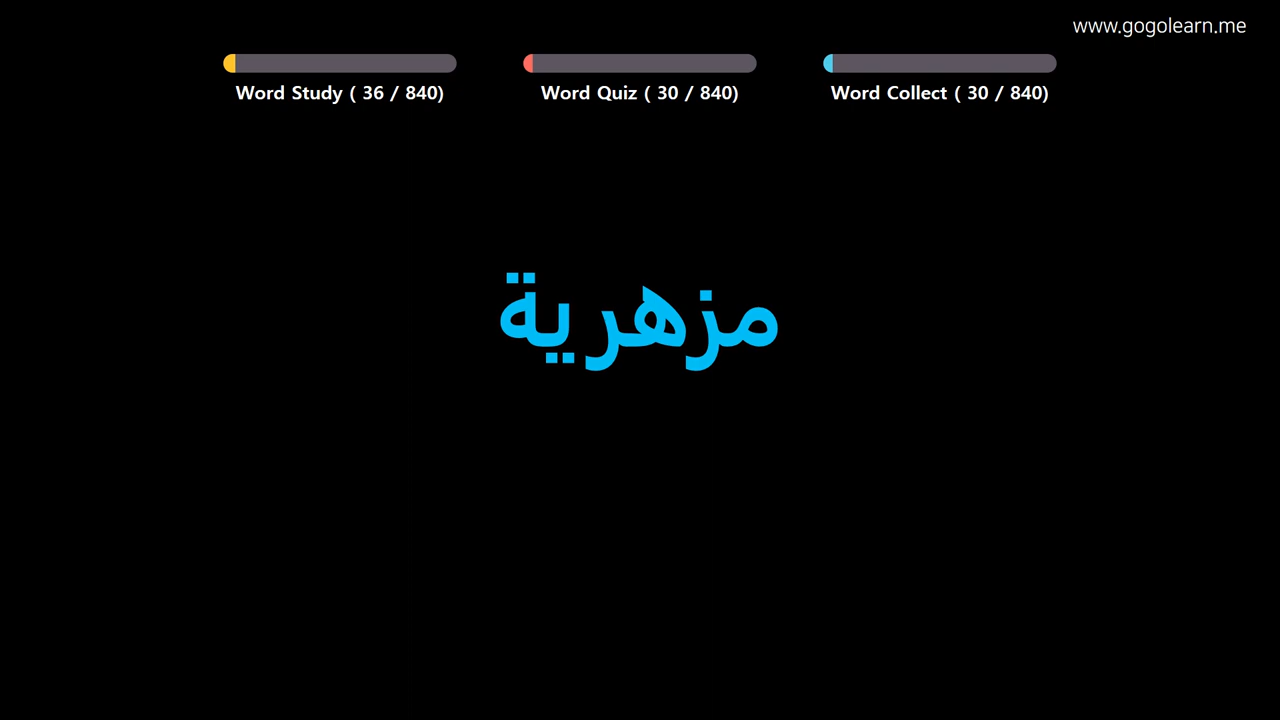 www.gogolearn.me
Word Study ( 36 / 840)
Word Quiz ( 30 / 840)
Word Collect ( 30 / 840)
مزهرية